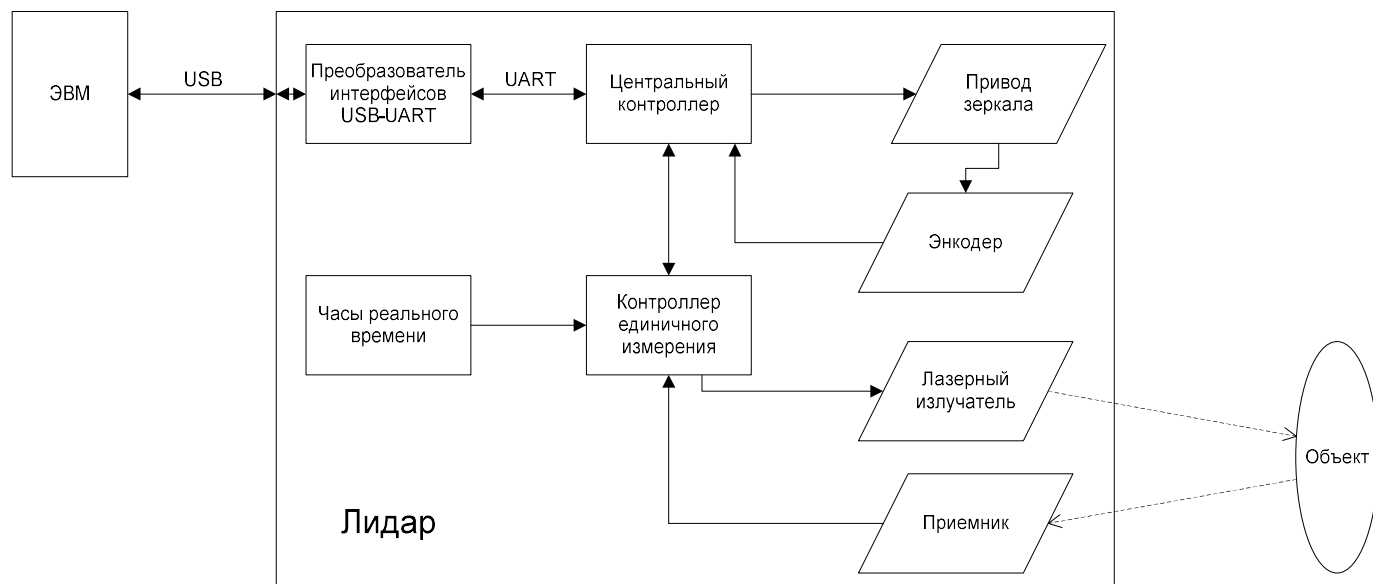 ЭВМ
USB
Преобразователь
интерфейсов
USB-UART
UART
Центральный
контроллер
Привод
зеркала
Энкодер
Часы реального
времени
Контроллер
единичного
измерения
Лазерный
излучатель
Объект
Приемник
Лидар